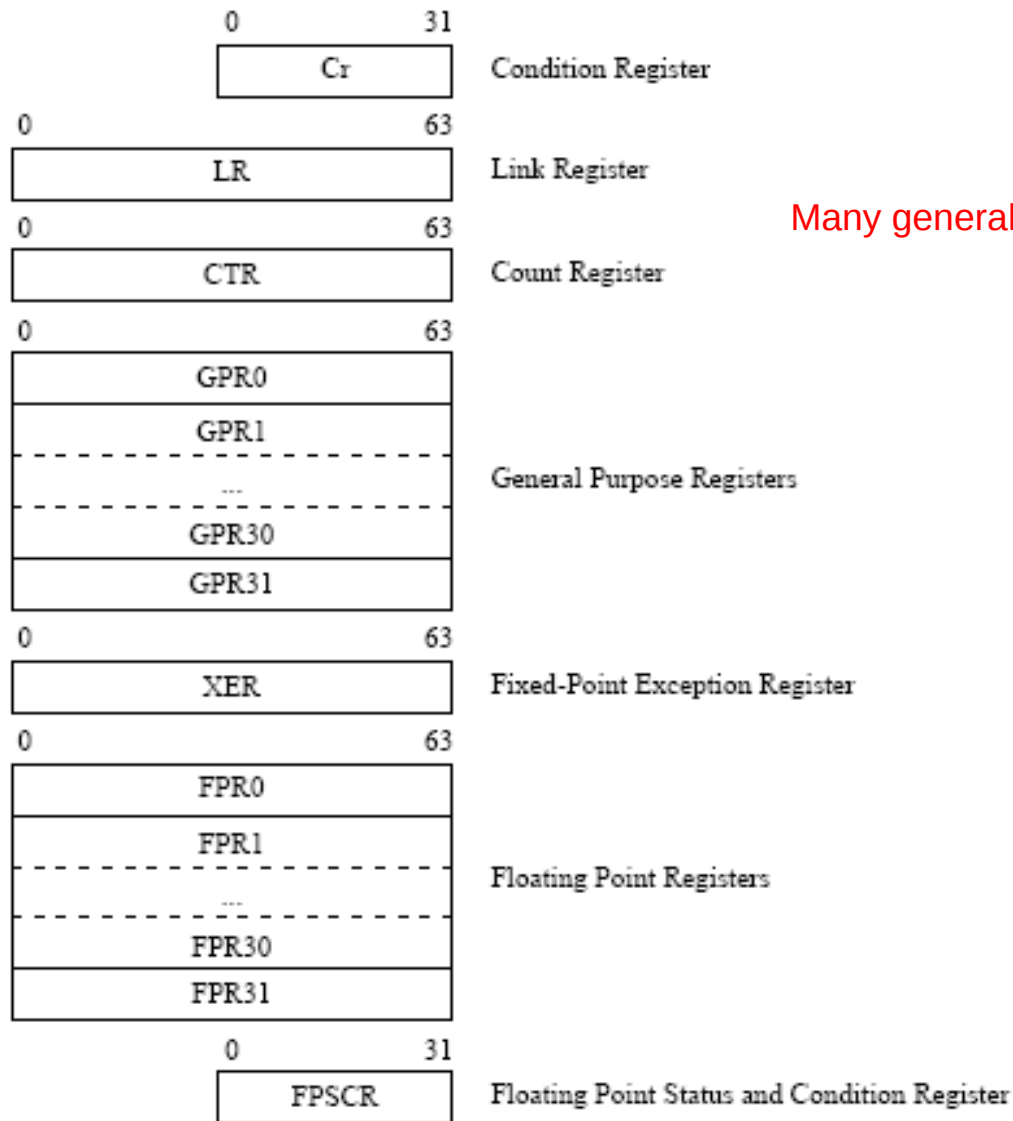 0 31
Cr Condition Register
0 63
LR Link Register
Many general
0 63
CTR Count Register
0 63
GPR0
GPR1
...
General Purpose Registers
GPR30
GPR31
0 63
XER Fixed-Point Exception Register
0 63
FPR0
FPR1
...
Floating Point Registers
FPR30
FPR31
0 31
FPSCR Floating Point Status and Condition Register